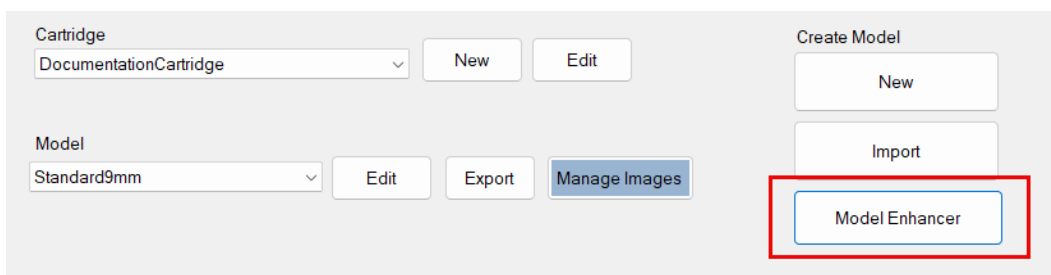 Cartridge
DocumentationCartridge
New
Edit
Model
Standard9mm
Edit
Export
Manage Images
Create Model
New
Import
Model Enhancer